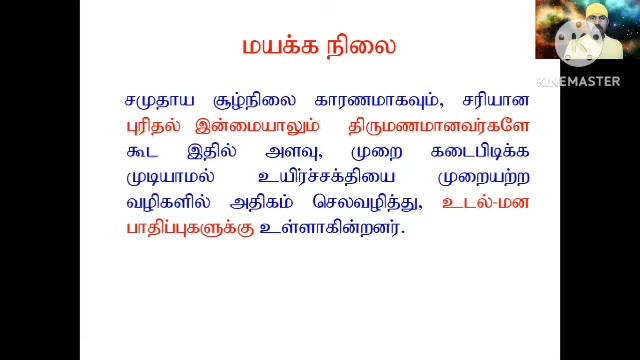 மயக்க நிலை
சமுதாய சூழ்நிலை காரணமாகவும், சரியான
புரிதல் இன்மையாலும் திருமணமானவர்களே
கூட இதில் அளவு, முறை கடைபிடிக்க
முடியாமல் உயிர்ச்சக்தியை முறையற்ற
வழிகளில் அதிகம் செலவழித்து, உடல்-மன
பாதிப்புகளுக்கு உள்ளாகின்றனர்.
KINEMASTER